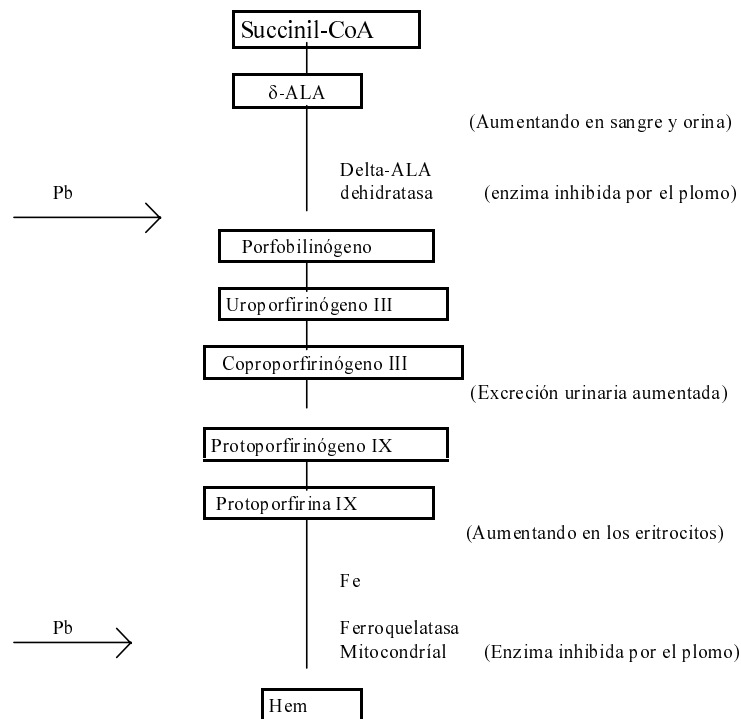 Succinil-CoA
δ-ALA
(Aumentando en sangre y orina)
Delta-ALA
Pb
dehidratasa
(enzima inhibida por el plomo)
Porfobilinógeno
Uroporfirinógeno III
Coproporfirinógeno III
(Excreción urinaria aumentada)
Protoporfirinógeno IX
Protoporfirina IX
(Aumentando en los eritrocitos)
Fe
Pb
Ferroquelatasa
Mitocondríal
(Enzima inhibida por el plomo)
Hem